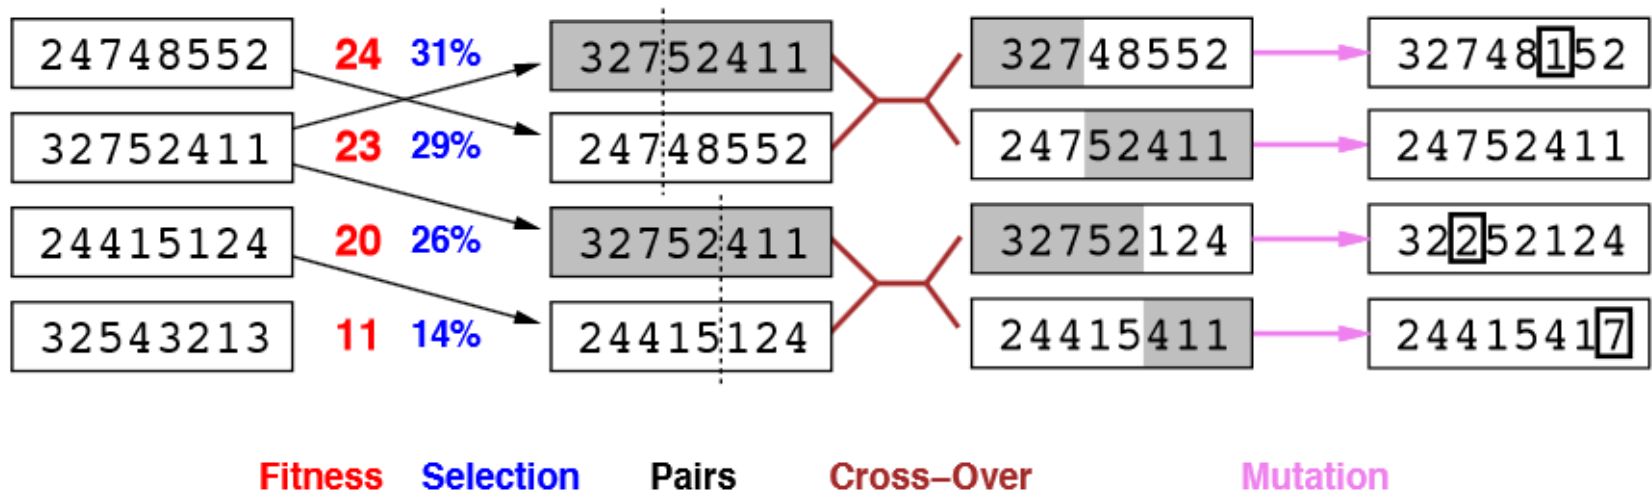 24748552 24 31% 32752411 32748552 32748152
32752411 23 29% 24748552 24752411 24752411
24415124 20 26% 32752411 32752124 32252124
32543213 11 14% 24415124 24415411 24415417
Fitness Selection Pairs Cross–Over Mutation